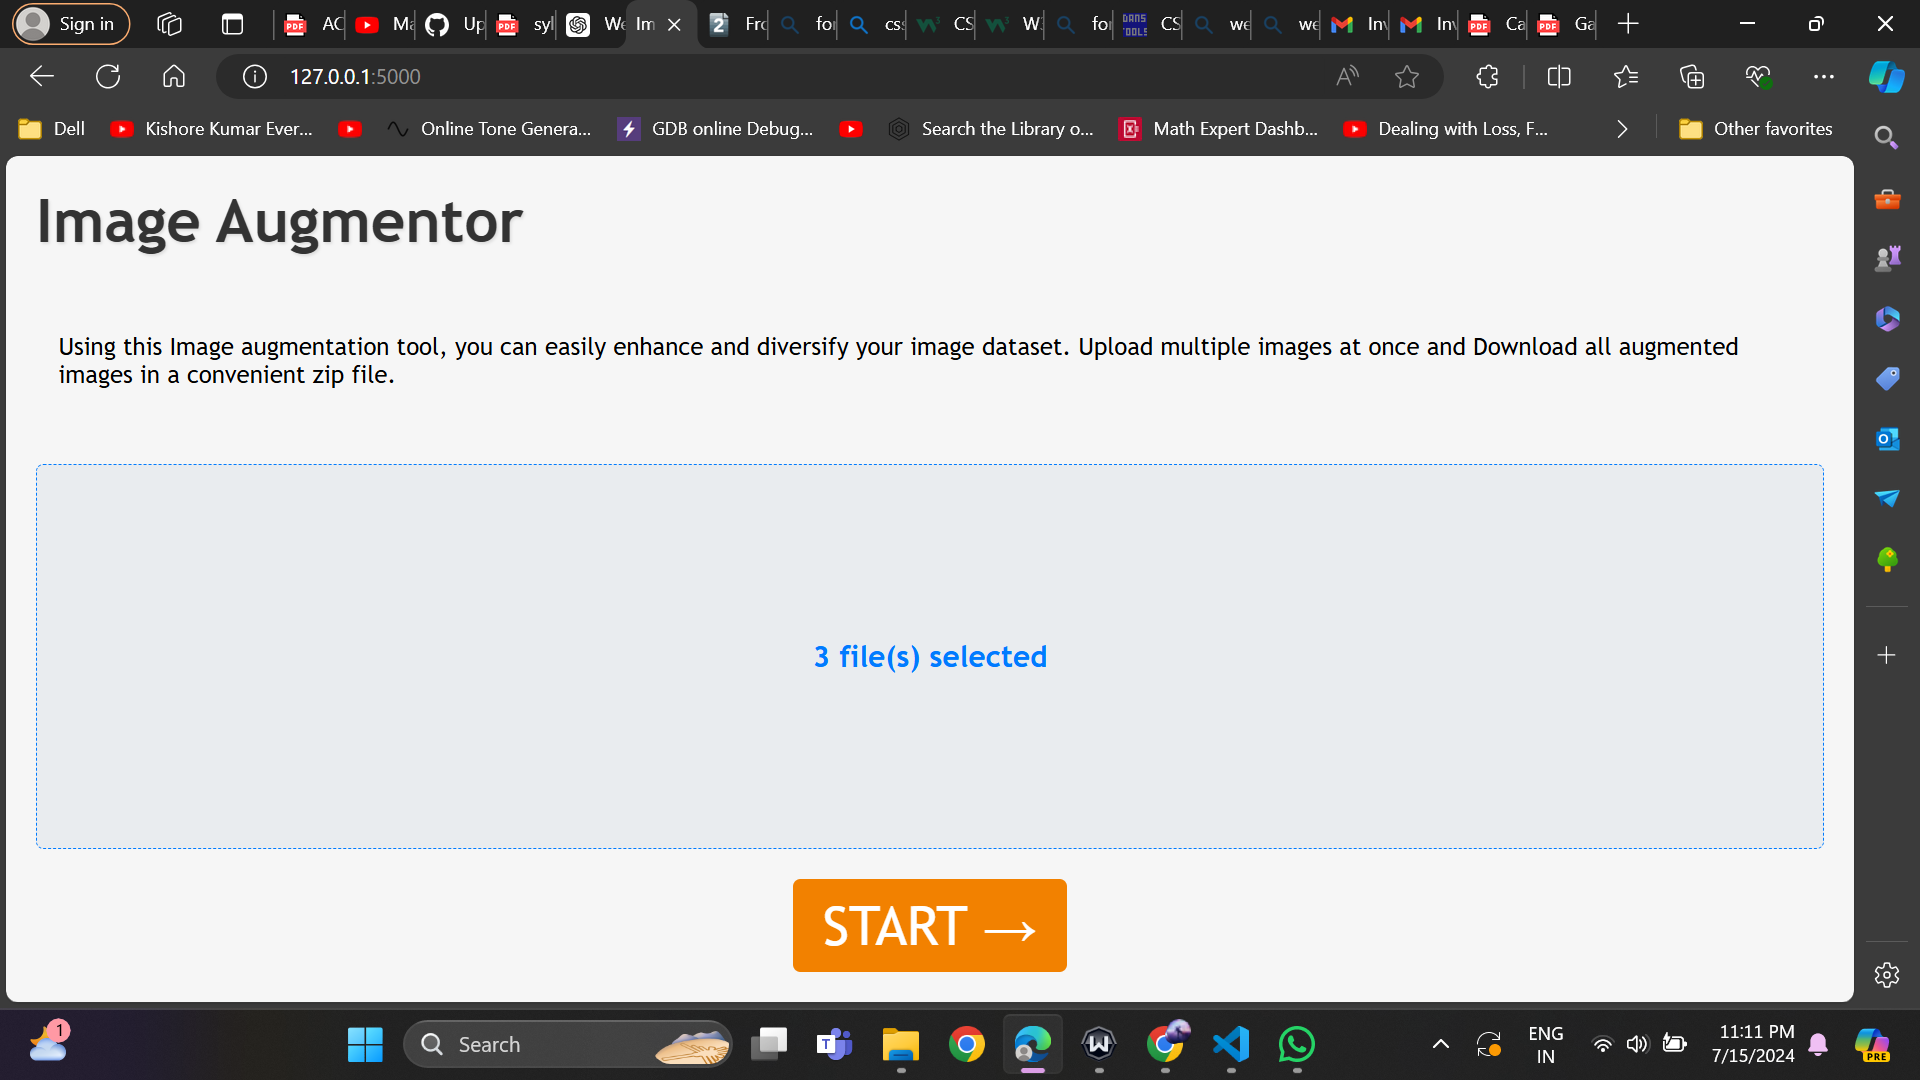 Sign in
AC
Ma
Up
syl
We
Im
Fro
for
css
CS
W3
for
CS
we
we
Inv
Inv
Ca
Ga
127.0.0.1:5000
Dell
Kishore Kumar Ever...
Online Tone Genera...
GDB online Debug...
Search the Library o...
Math Expert Dashb...
Dealing with Loss, F...
Other favorites
Image Augmentor
Using this Image augmentation tool, you can easily enhance and diversify your image dataset. Upload multiple images at once and Download all augmented
images in a convenient zip file.
3 file(s) selected
START →
1
Search
ENG
IN
11:11 PM
7/15/2024
PRE